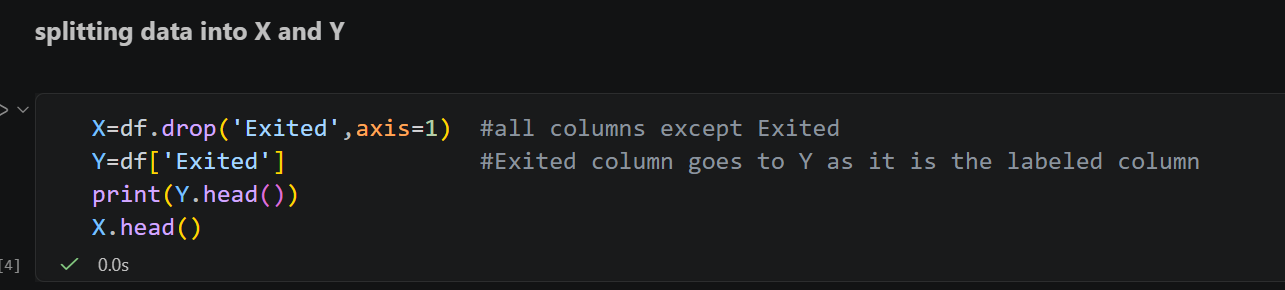 splitting data into X and Y
X=df.drop('Exited',axis=1)  #all columns except Exited
Y=df['Exited']              #Exited column goes to Y as it is the labeled column
print(Y.head())
X.head()
[4] 0.0s